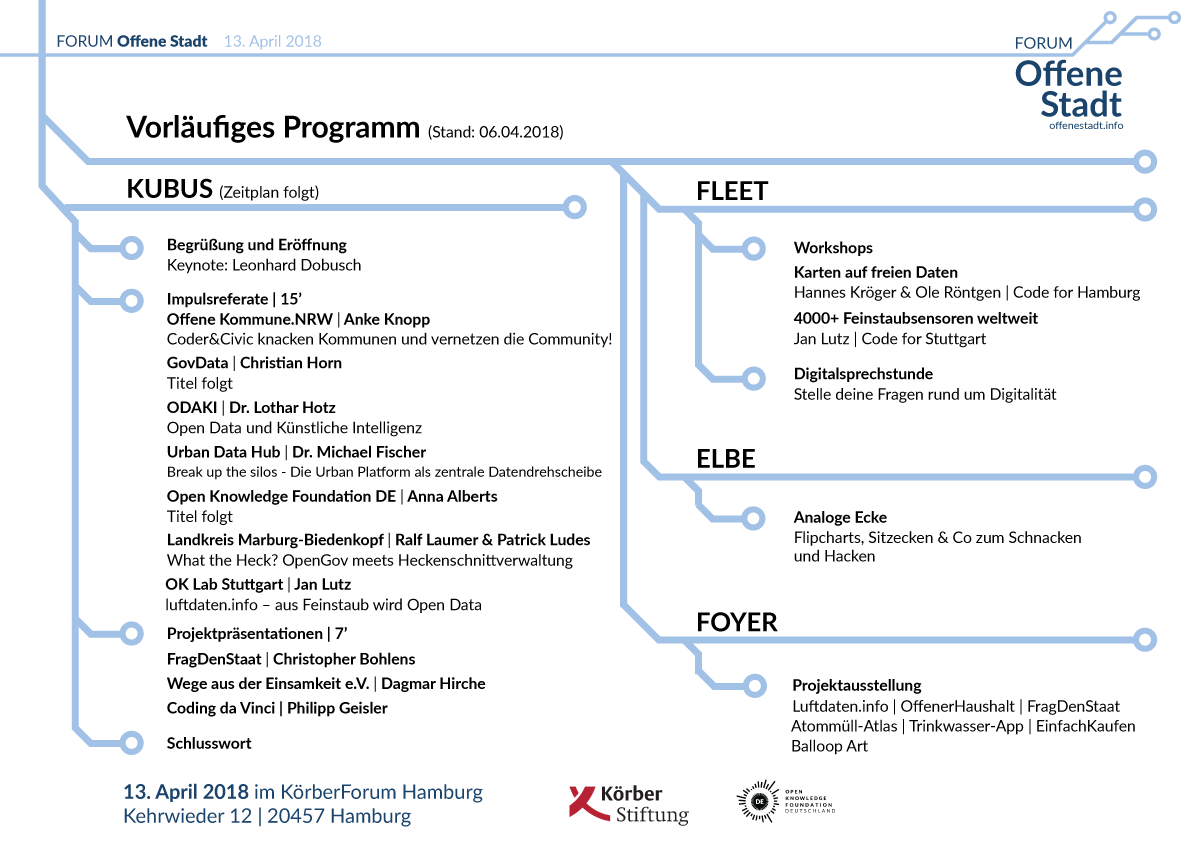 FORUM Offene Stadt 13. April 2018
FORUM
Offene
Stadt
offenestadt.info
Vorläufiges Programm (Stand: 06.04.2018)
KUBUS (Zeitplan folgt)
Begrüßung und Eröffnung
Keynote: Leonhard Dobusch
Impulsreferate | 15’
Offene Kommune.NRW | Anke Knopp
Coder&Civic knacken Kommunen und vernetzen die Community!
GovData | Christian Horn
Titel folgt
ODAKI | Dr. Lothar Hotz
Open Data und Künstliche Intelligenz
Urban Data Hub | Dr. Michael Fischer
Break up the silos - Die Urban Platform als zentrale Datendrehscheibe
Open Knowledge Foundation DE | Anna Alberts
Titel folgt
Landkreis Marburg-Biedenkopf | Ralf Laumer & Patrick Ludes
What the Heck? OpenGov meets Heckenschnittverwaltung
OK Lab Stuttgart | Jan Lutz
luftdaten.info – aus Feinstaub wird Open Data
Projektpräsentationen | 7’
FragDenStaat | Christopher Bohlens
Wege aus der Einsamkeit e.V. | Dagmar Hirche
Coding da Vinci | Philipp Geisler
Schlusswort
FLEET
Workshops
Karten auf freien Daten
Hannes Kröger & Ole Röntgen | Code for Hamburg
4000+ Feinstaubsensoren weltweit
Jan Lutz | Code for Stuttgart
Digitalsprechstunde
Stelle deine Fragen rund um Digitalität
ELBE
Analoge Ecke
Flipcharts, Sitzecken & Co zum Schnacken
und Hacken
FOYER
Projektausstellung
Luftdaten.info | OffenerHaushalt | FragDenStaat
Atommüll-Atlas | Trinkwasser-App | EinfachKaufen
Balloop Art
13. April 2018 im KörberForum Hamburg
Kehrwieder 12 | 20457 Hamburg
Körber
Stiftung
DE
OPEN
KNOWLEDGE
FOUNDATION
DEUTSCHLAND